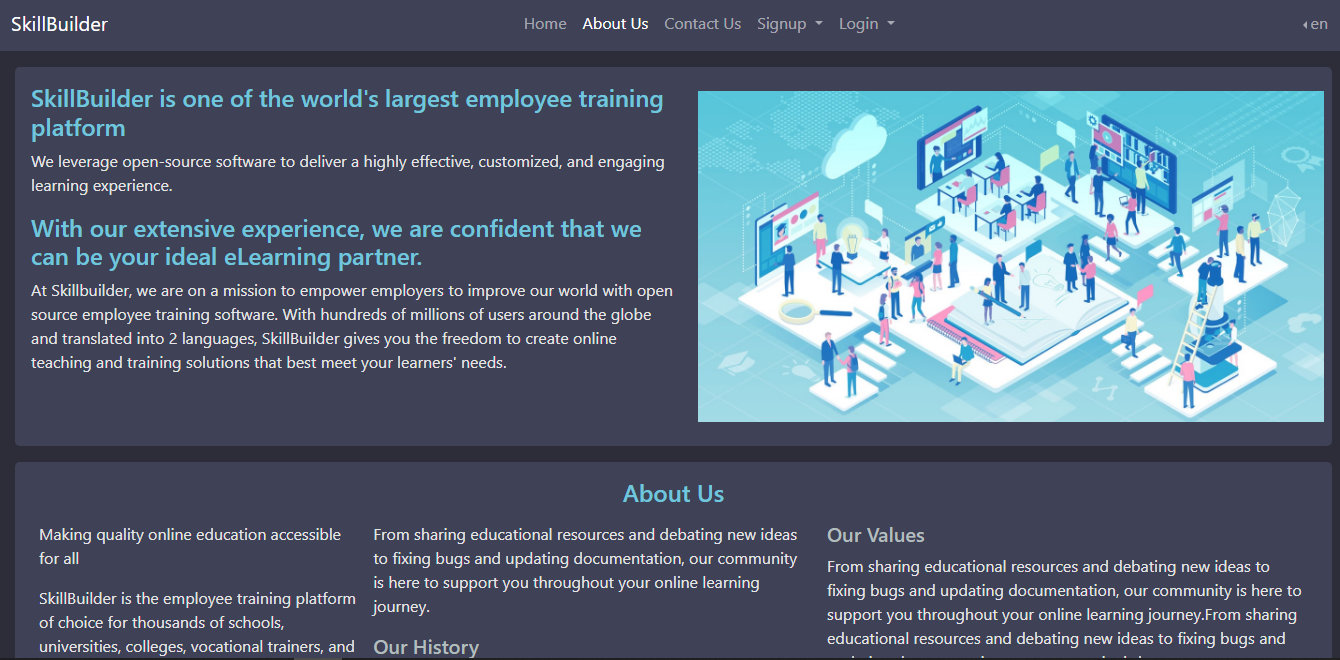 SkillBuilder
Home About Us Contact Us Signup Login
en
SkillBuilder is one of the world's largest employee training
platform
We leverage open-source software to deliver a highly effective, customized, and engaging
learning experience.
With our extensive experience, we are confident that we
can be your ideal eLearning partner.
At Skillbuilder, we are on a mission to empower employers to improve our world with open
source employee training software. With hundreds of millions of users around the globe
and translated into 2 languages, SkillBuilder gives you the freedom to create online
teaching and training solutions that best meet your learners' needs.
About Us
Making quality online education accessible
for all
SkillBuilder is the employee training platform
of choice for thousands of schools,
universities, colleges, vocational trainers, and
From sharing educational resources and debating new ideas
to fixing bugs and updating documentation, our community
is here to support you throughout your online learning
journey.
Our History
Our Values
From sharing educational resources and debating new ideas to
fixing bugs and updating documentation, our community is here to
support you throughout your online learning journey.From sharing
educational resources and debating new ideas to fixing bugs and